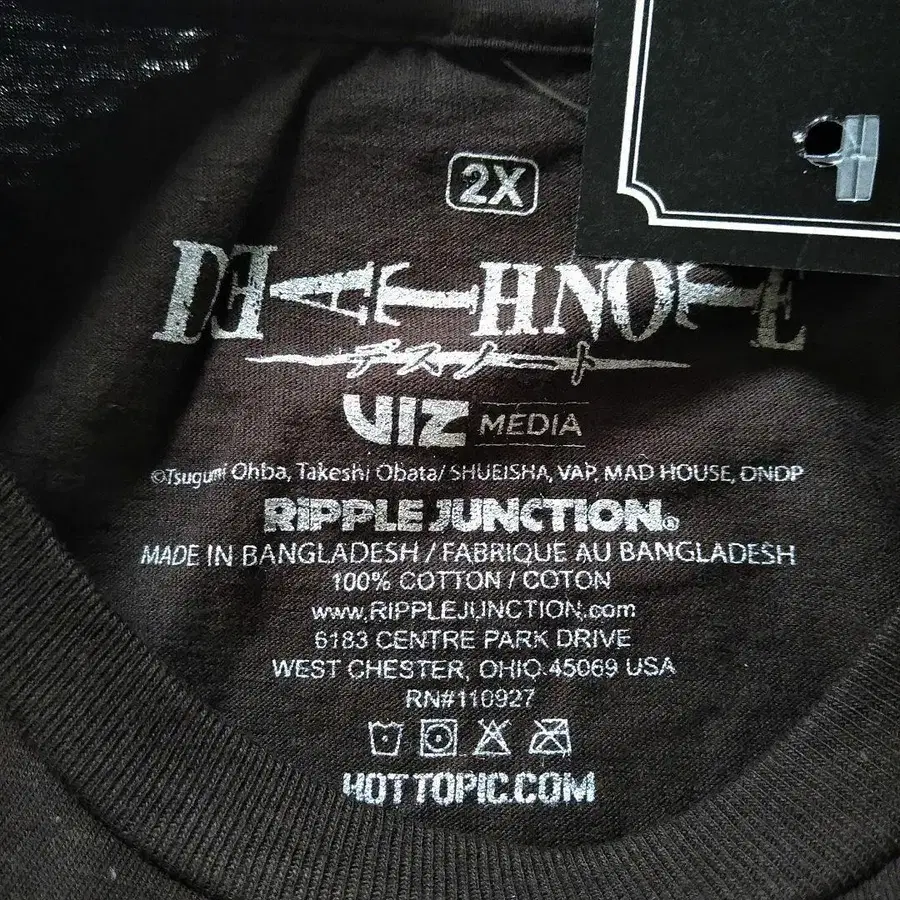 2X
DEATHNOTE
デスノート
VIZ MEDIA
©Tsugumi Ohba, Takeshi Obata/ SHUEISHA, VAP, MAD HOUSE, DNDP
RiPPLE JUNCTION®
MADE IN BANGLADESH / FABRIQUE AU BANGLADESH
100% COTTON / COTON
www.RIPPLEJUNCTION.com
6183 CENTRE PARK DRIVE
WEST CHESTER, OHIO 45069 USA
RN#110927
HOTTOPIC.COM